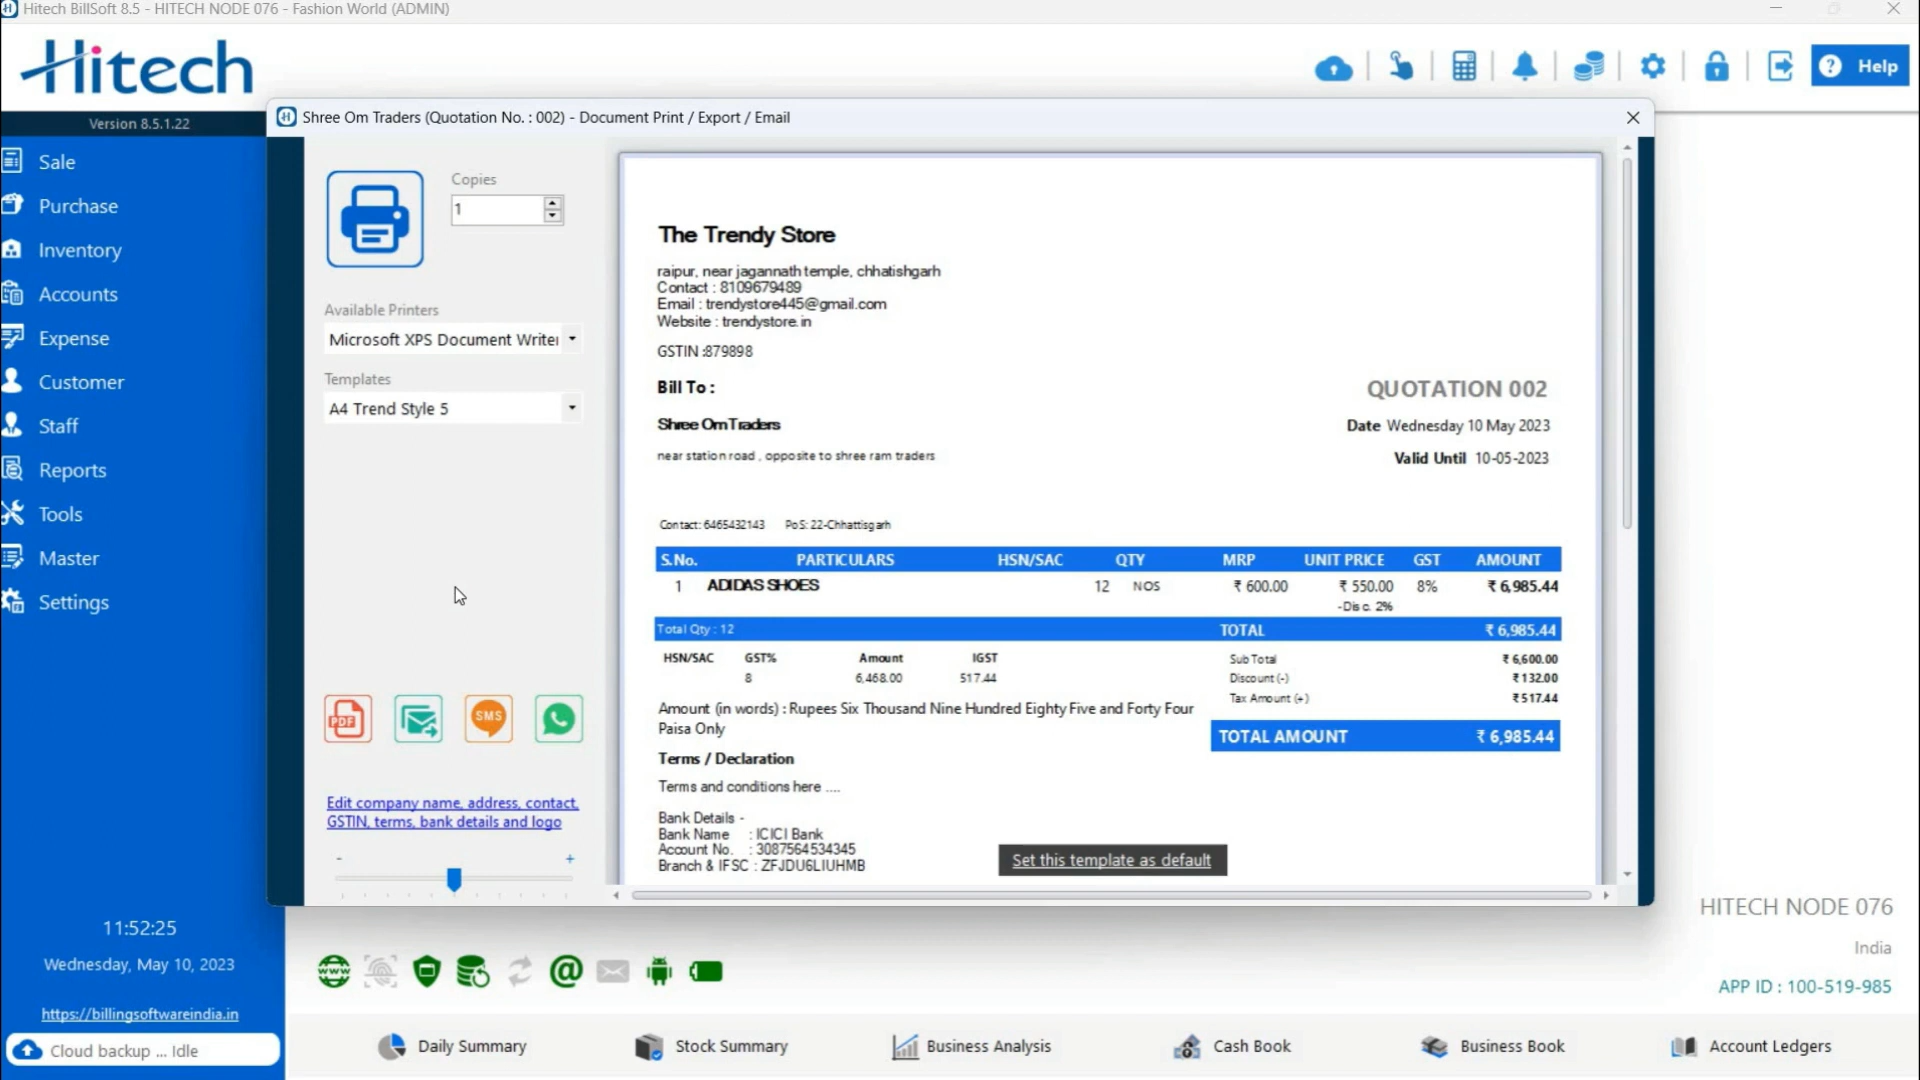 Hitech BillSoft 8.5 - HITECH NODE 076 - Fashion World (ADMIN)
Hitech
Help
Version 8.5.1.22
Sale
Purchase
Inventory
Accounts
Expense
Customer
Staff
Reports
Tools
Master
Settings
11:52:25
Wednesday, May 10, 2023
https://billingsoftwareindia.in
Cloud backup ... Idle
Shree Om Traders (Quotation No. : 002) - Document Print / Export / Email
Copies
1
Available Printers
Microsoft XPS Document Writer
Templates
A4 Trend Style 5
PDF
SMS
Edit company name, address, contact,
GSTIN, terms, bank details and logo
- +
The Trendy Store
raipur, near jagannath temple, chhatishgarh
Contact : 8109679489
Email : trendystore445@gmail.com
Website : trendystore.in
GSTIN :879898
Bill To :
QUOTATION 002
Shree Om Traders
Date Wednesday 10 May 2023
near station road , opposite to shree ram traders
Valid Until 10-05-2023
Contact: 6465432143 PoS: 22-Chhattisgarh
S.No. PARTICULARS HSN/SAC QTY MRP UNIT PRICE GST AMOUNT
1 ADIDAS SHOES 12 NOS ₹ 600.00 ₹ 550.00 8% ₹ 6,985.44
-Disc. 2%
Total Qty : 12 TOTAL ₹ 6,985.44
HSN/SAC GST% Amount IGST
8 6,468.00 517.44
Sub Total ₹ 6,600.00
Discount (-) ₹ 132.00
Tax Amount (+) ₹ 517.44
Amount (in words) : Rupees Six Thousand Nine Hundred Eighty Five and Forty Four
Paisa Only
TOTAL AMOUNT ₹ 6,985.44
Terms / Declaration
Terms and conditions here ....
Bank Details -
Bank Name : ICICI Bank
Account No. : 3087564534345
Branch & IFSC : ZFJDU6LIUHMB
Set this template as default
HITECH NODE 076
India
APP ID : 100-519-985
www
@
Daily Summary
Stock Summary
Business Analysis
Cash Book
Business Book
Account Ledgers